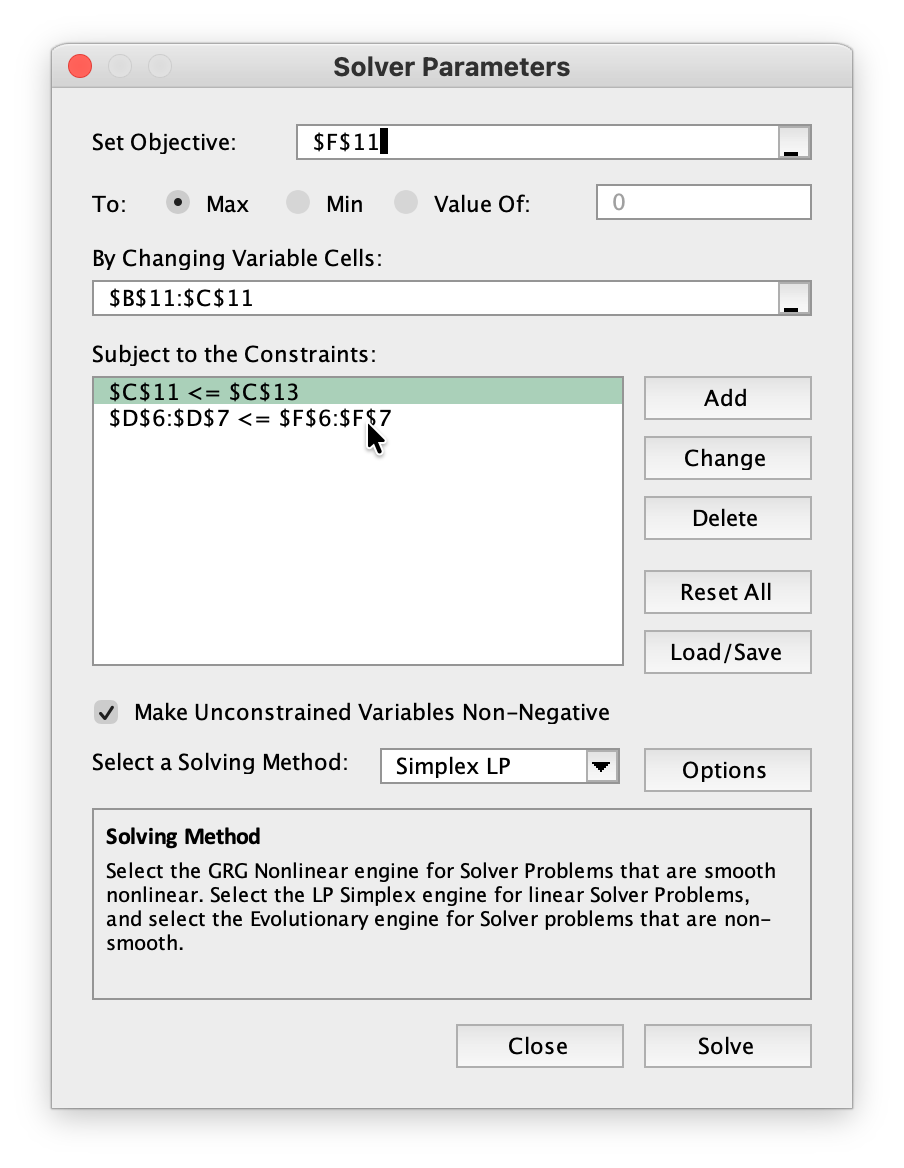 Solver Parameters
Set Objective: $F$11
To: Max Min Value Of: 0
By Changing Variable Cells:
$B$11:$C$11
Subject to the Constraints:
$C$11 <= $C$13
$D$6:$D$7 <= $F$6:$F$7
Add
Change
Delete
Reset All
Load/Save
Make Unconstrained Variables Non-Negative
Select a Solving Method: Simplex LP Options
Solving Method
Select the GRG Nonlinear engine for Solver Problems that are smooth
nonlinear. Select the LP Simplex engine for linear Solver Problems,
and select the Evolutionary engine for Solver problems that are non-
smooth.
Close Solve